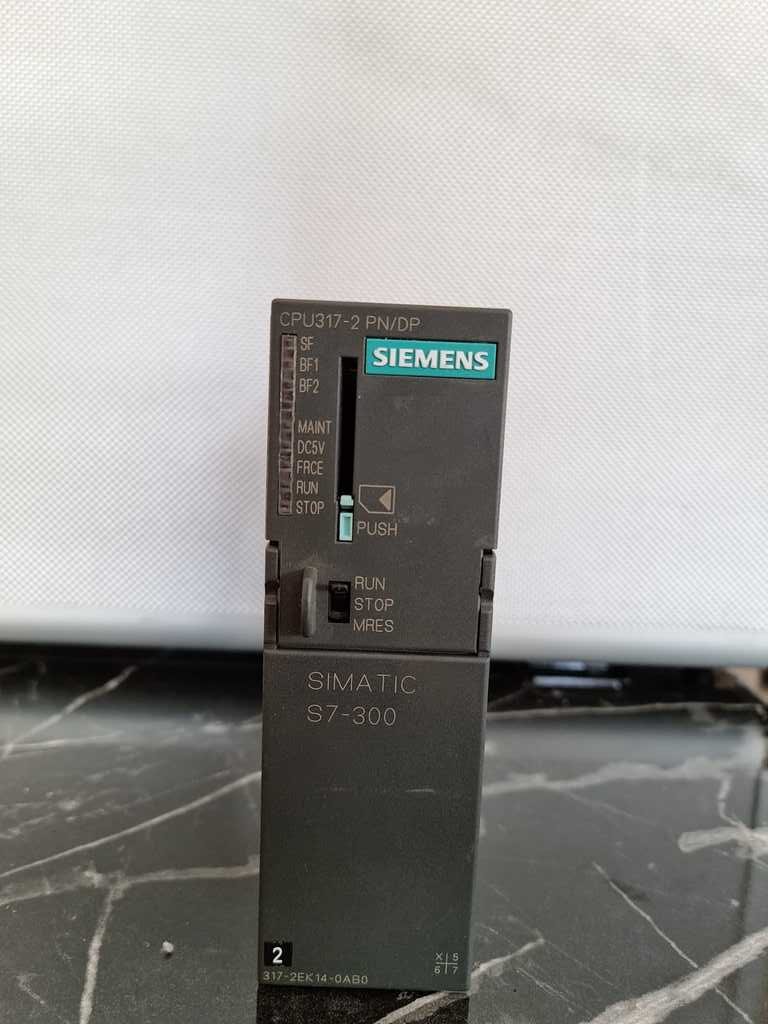 CPU317-2 PN/DP
SIEMENS
SF
BF1
BF2
MAINT
DC5V
FRCE
RUN
STOP
PUSH
RUN
STOP
MRES
SIMATIC
S7-300
2
X 5
6 7
317-2EK14-0AB0